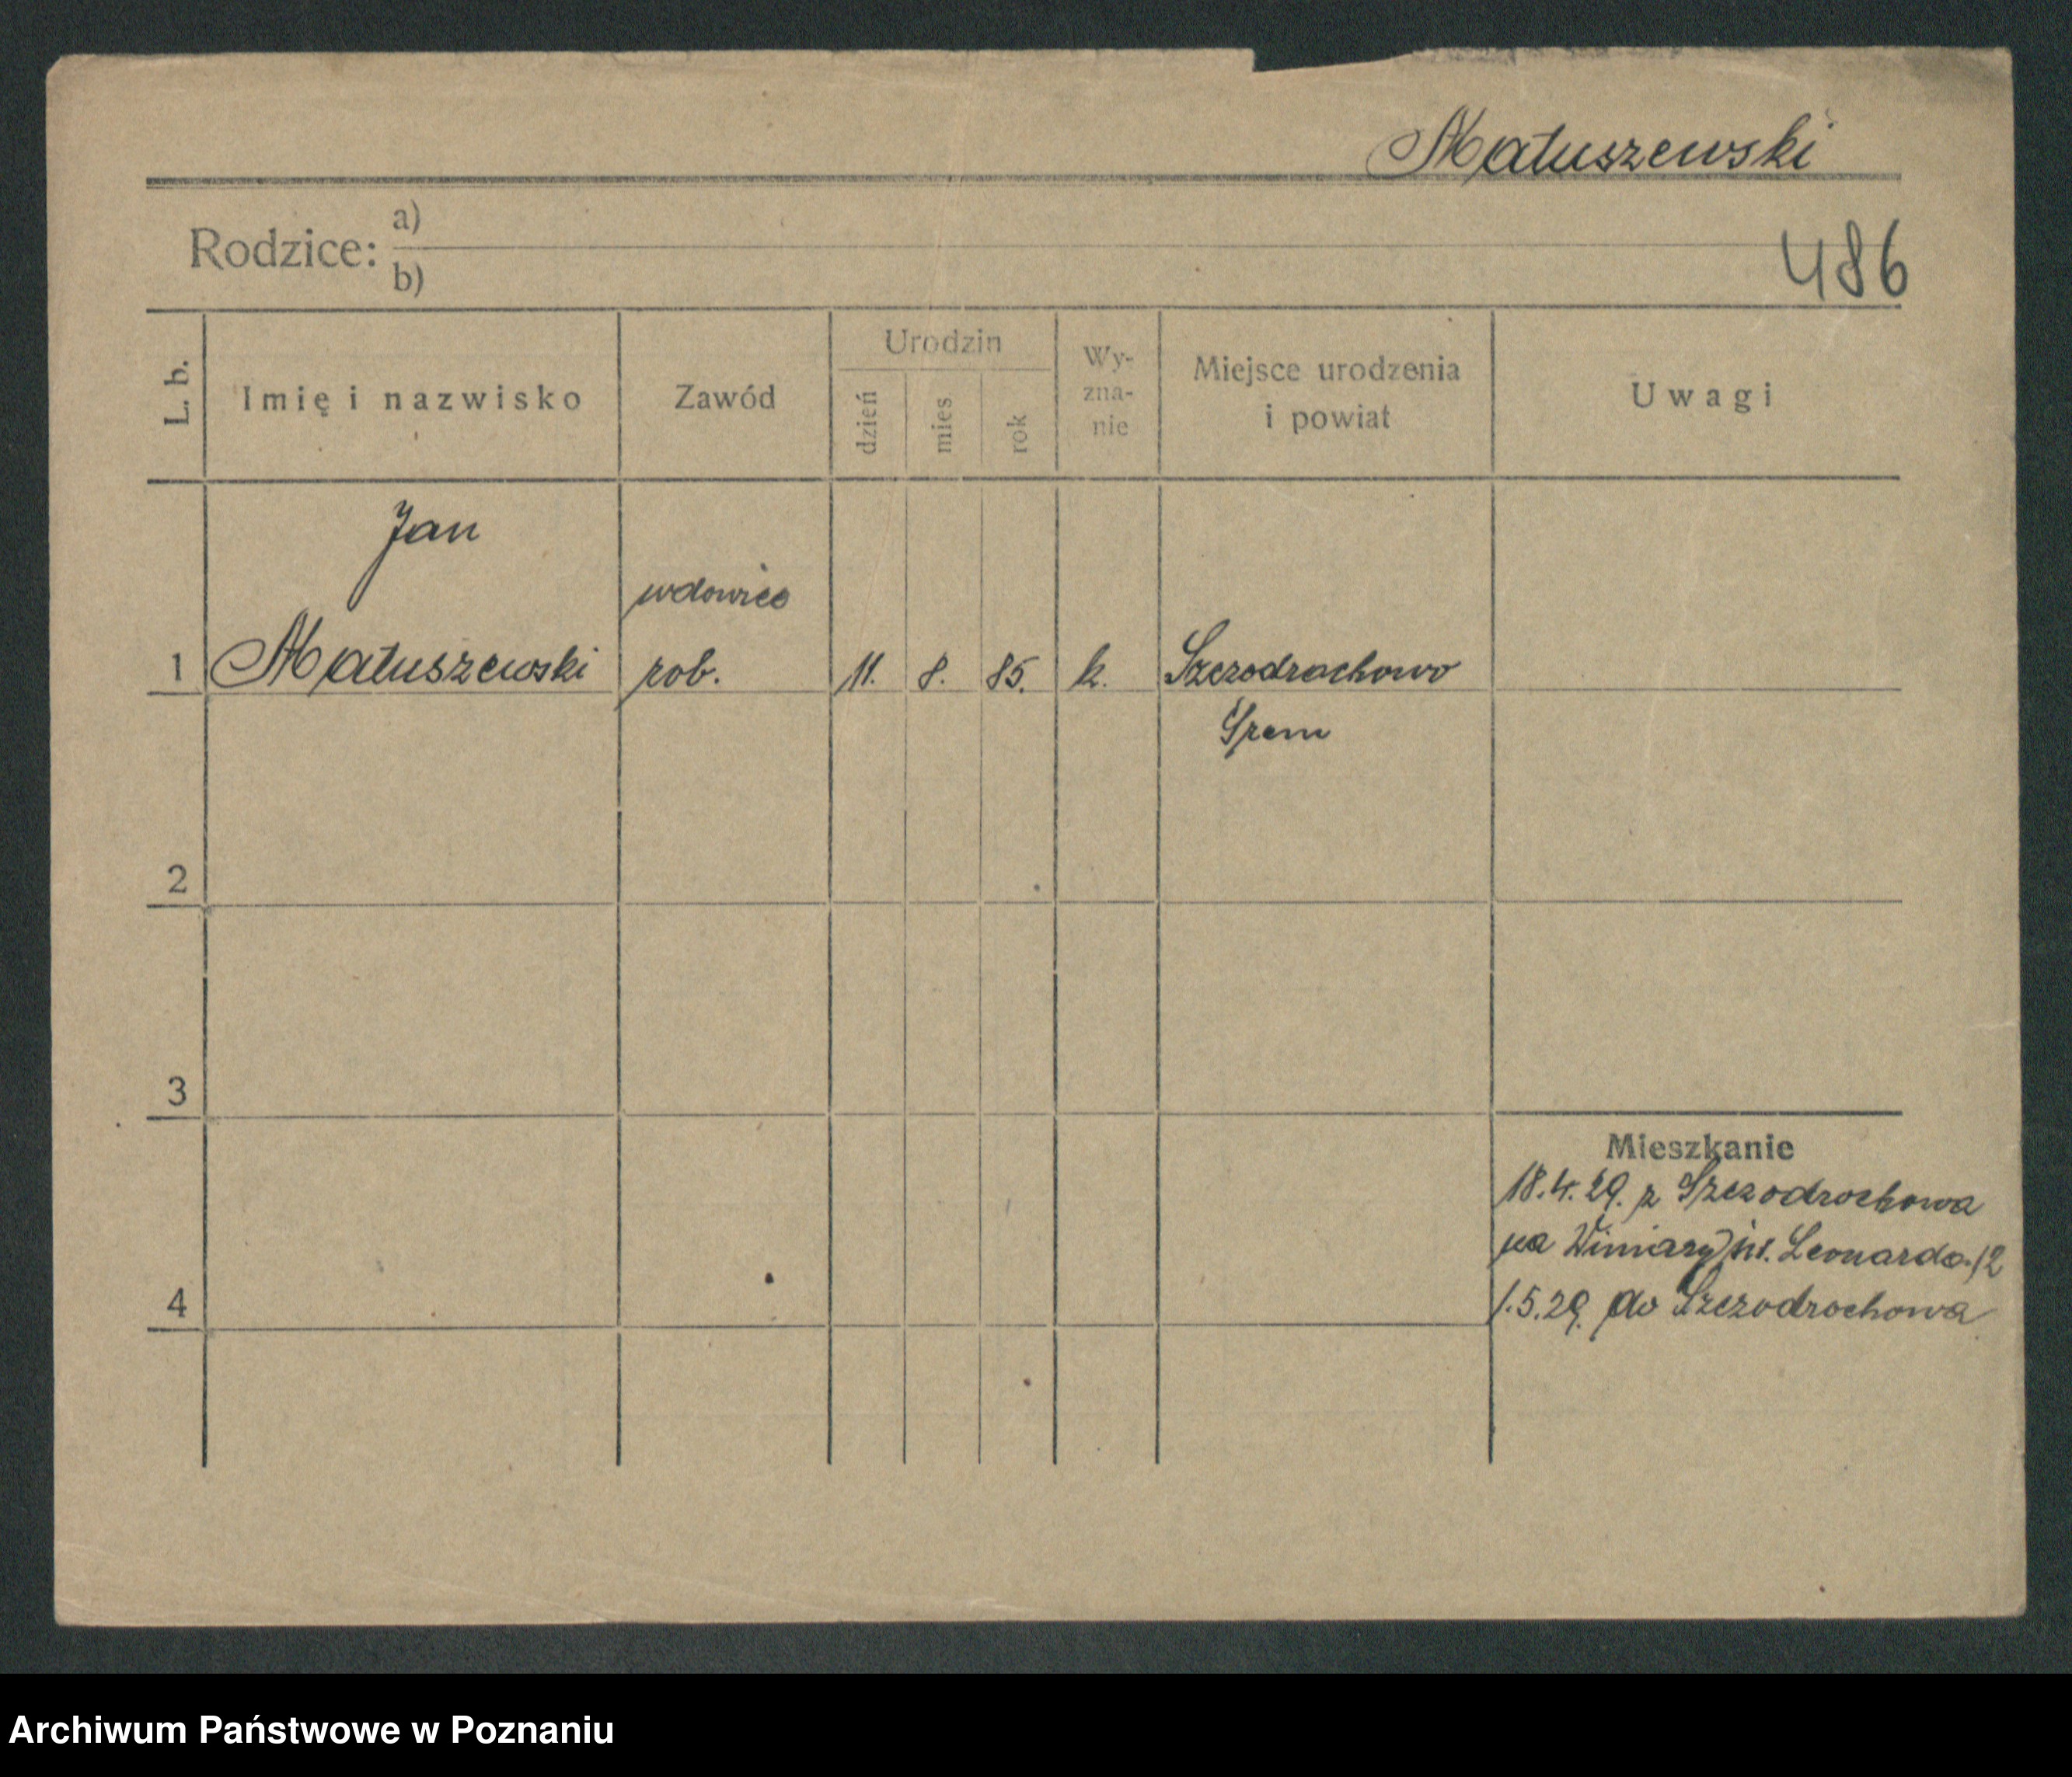 Matuszewski
Rodzice: a)
b)
486
L. b.
Imię i nazwisko
Zawód
Urodzin
dzień
mies
rok
Wy-
zna-
nie
Miejsce urodzenia
i powiat
Uwagi
Jan
wdowiec
1 Matuszewski rob. 11. 8. 85. k. Szczodrochowo
Śrem
2
3
Mieszkanie
18.4.29. z Szczodrochowa
na Winiary św. Leonarda 12
4
1.5.29. do Szczodrochowa
Archiwum Państwowe w Poznaniu